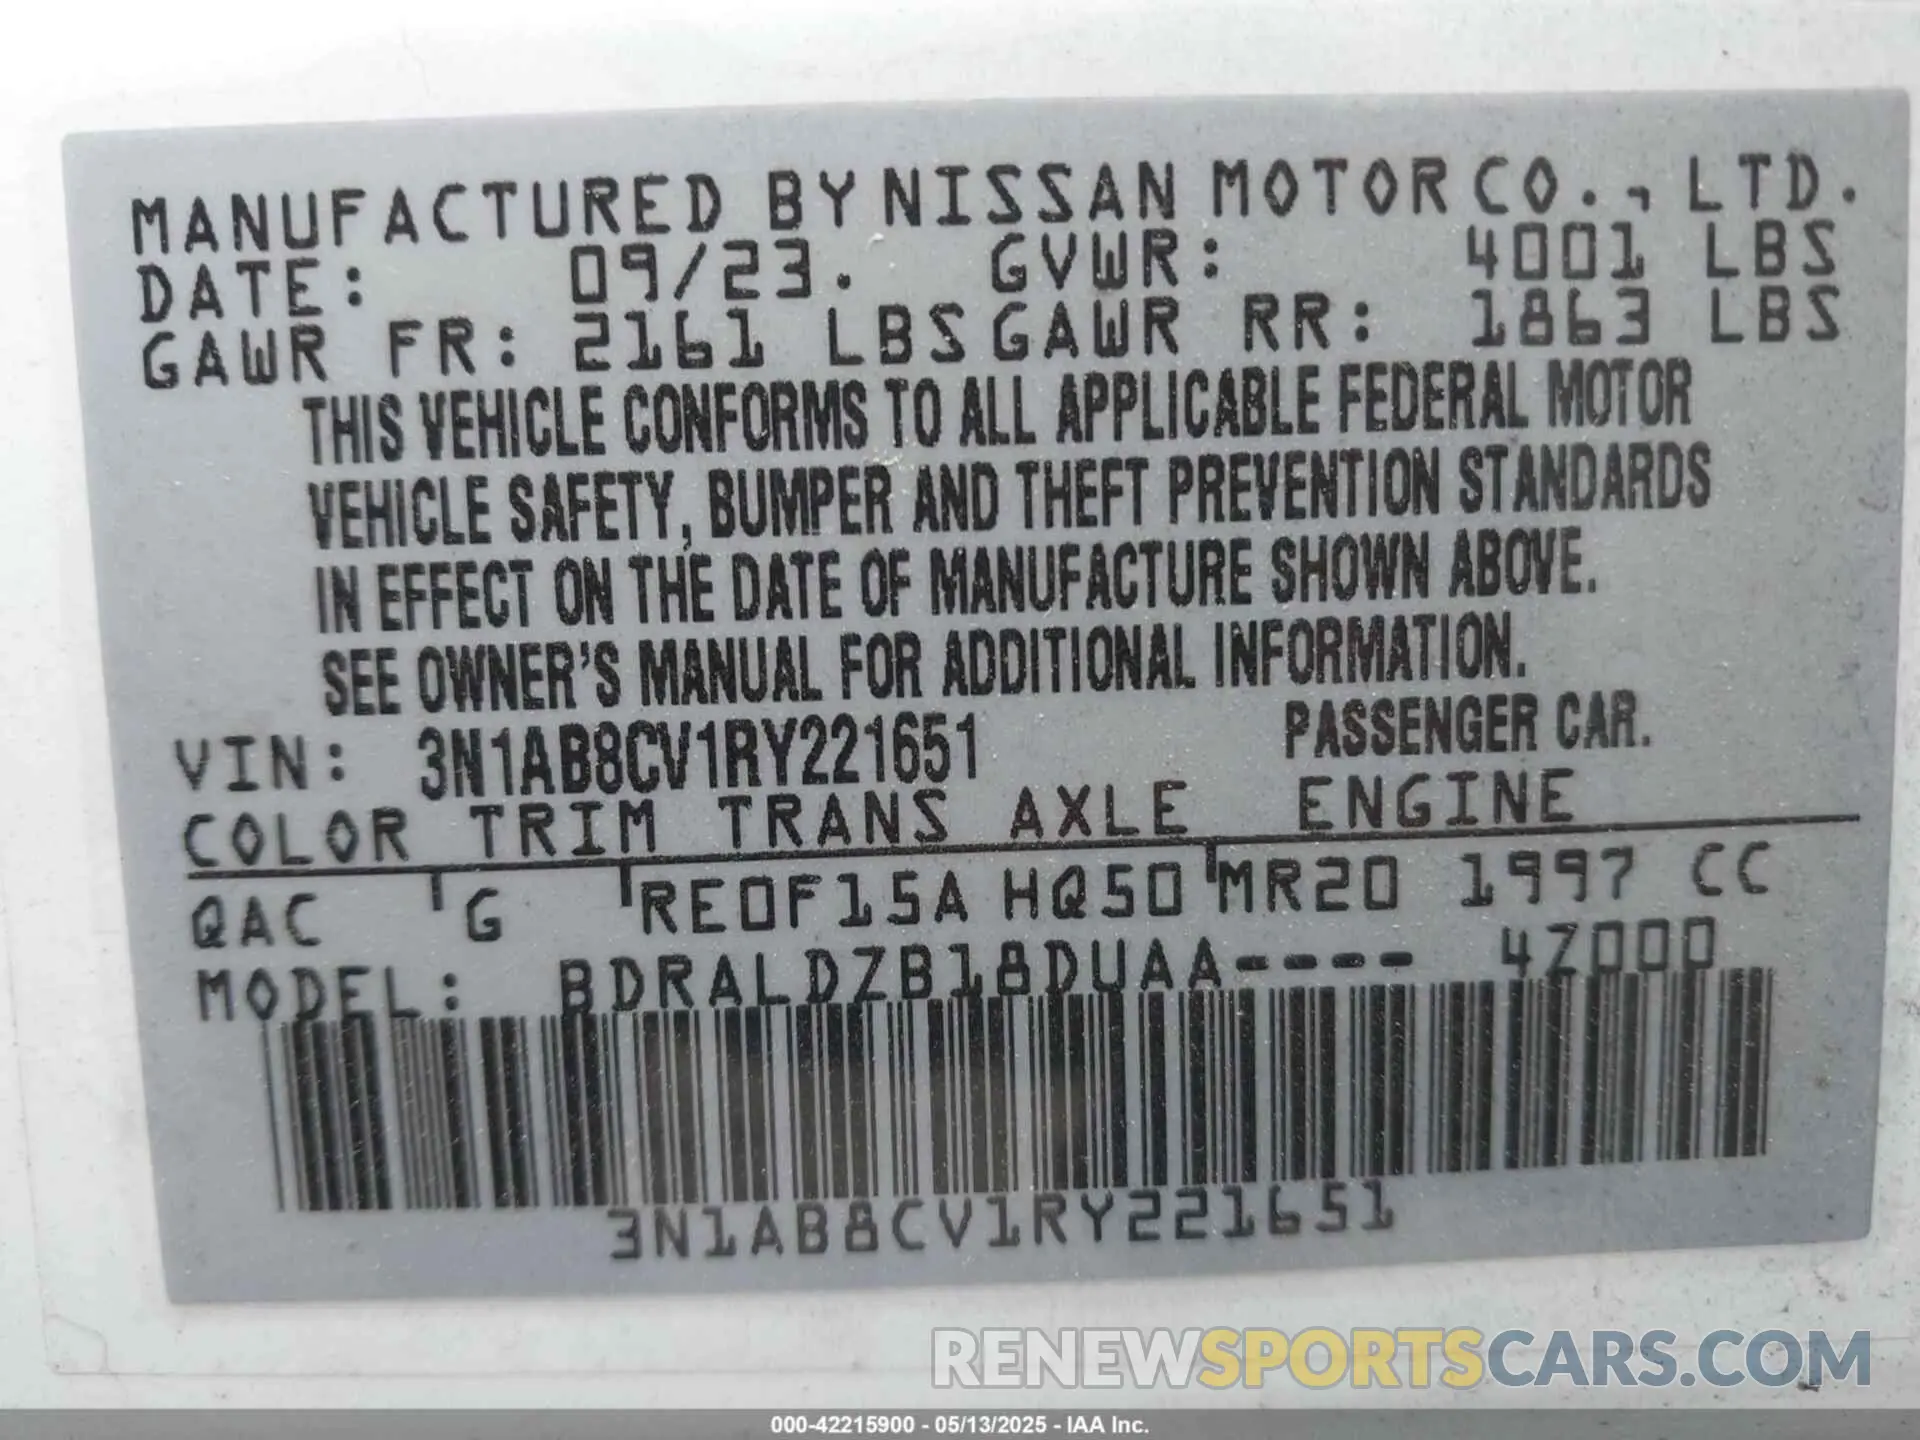 MANUFACTURED BY NISSAN MOTOR CO., LTD.
DATE: 09/23. GVWR: 4001 LBS
GAWR FR: 2161 LBS GAWR RR: 1863 LBS
THIS VEHICLE CONFORMS TO ALL APPLICABLE FEDERAL MOTOR
VEHICLE SAFETY, BUMPER AND THEFT PREVENTION STANDARDS
IN EFFECT ON THE DATE OF MANUFACTURE SHOWN ABOVE.
SEE OWNER'S MANUAL FOR ADDITIONAL INFORMATION.
VIN: 3N1AB8CV1RY221651 PASSENGER CAR.
COLOR TRIM TRANS AXLE ENGINE
QAC G RE0F15A HQ50 MR20 1997 CC
MODEL: BDRALDZB18DUAA---- 4Z000
3N1AB8CV1RY221651
RENEWSPORTSCARS.COM
000-42215900 - 05/13/2025 - IAA Inc.